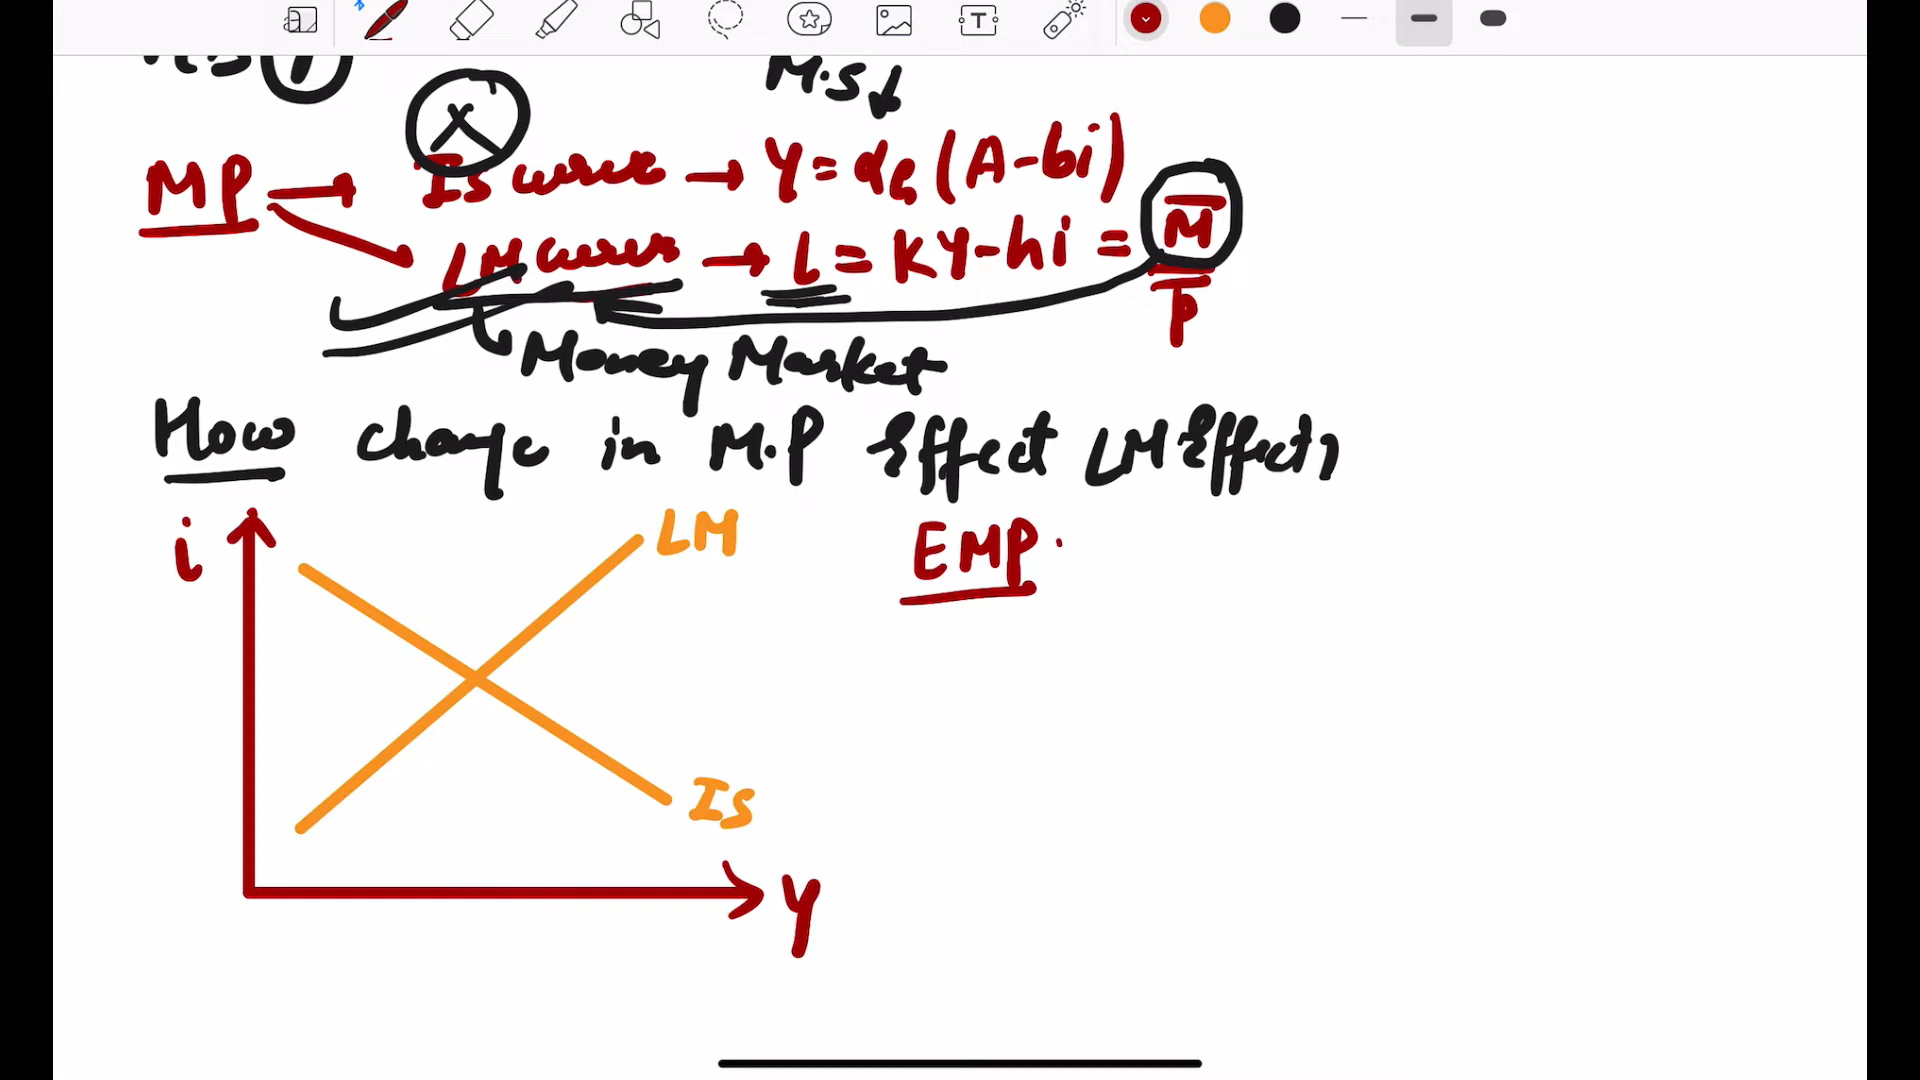 M.S↓
MP → Is curve → Y = αG (A-bi)
LM curve → L = KY-hi = M̅/P̅
Money Market
How change in M.P Effect LM Effect?
i
LM
EMP.
IS
Y